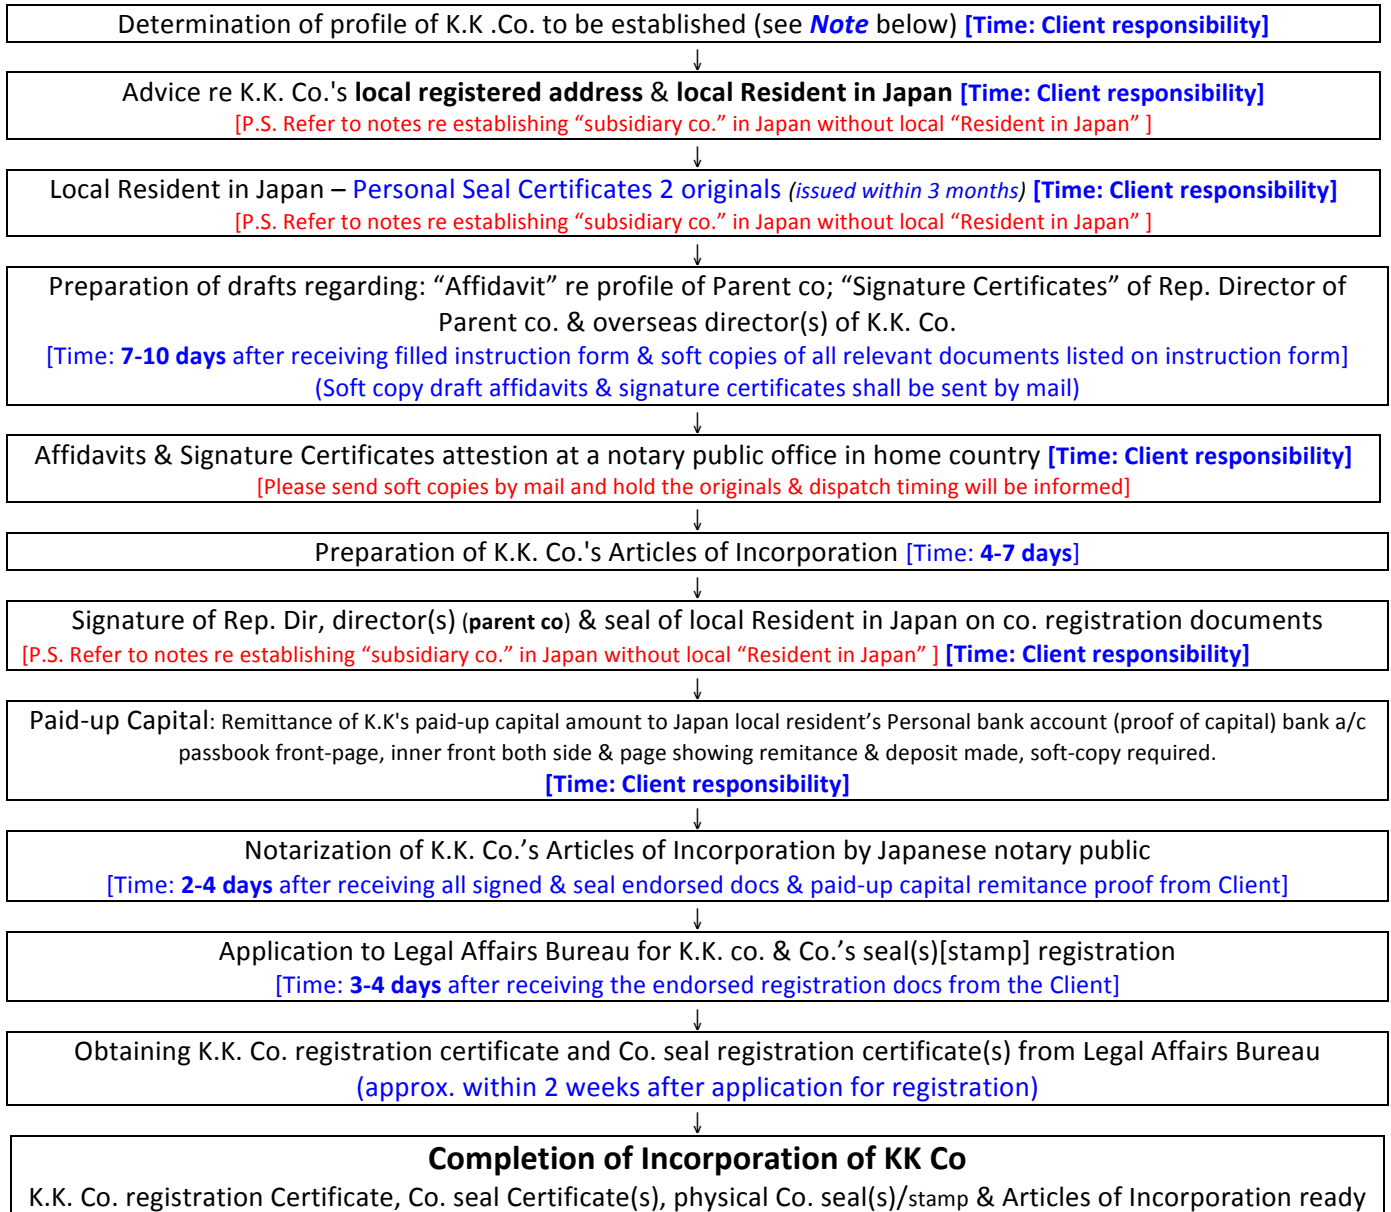 Determination of profile of K.K .Co. to be established (see Note below) [Time: Client responsibility]
↓
Advice re K.K. Co.'s local registered address & local Resident in Japan [Time: Client responsibility]
[P.S. Refer to notes re establishing “subsidiary co.” in Japan without local “Resident in Japan” ]
↓
Local Resident in Japan – Personal Seal Certificates 2 originals (issued within 3 months) [Time: Client responsibility]
[P.S. Refer to notes re establishing “subsidiary co.” in Japan without local “Resident in Japan” ]
↓
Preparation of drafts regarding: “Affidavit” re profile of Parent co; “Signature Certificates” of Rep. Director of
Parent co. & overseas director(s) of K.K. Co.
[Time: 7-10 days after receiving filled instruction form & soft copies of all relevant documents listed on instruction form]
(Soft copy draft affidavits & signature certificates shall be sent by mail)
↓
Affidavits & Signature Certificates attestion at a notary public office in home country [Time: Client responsibility]
[Please send soft copies by mail and hold the originals & dispatch timing will be informed]
↓
Preparation of K.K. Co.'s Articles of Incorporation [Time: 4-7 days]
↓
Signature of Rep. Dir, director(s) (parent co) & seal of local Resident in Japan on co. registration documents
[P.S. Refer to notes re establishing “subsidiary co.” in Japan without local “Resident in Japan” ] [Time: Client responsibility]
↓
Paid-up Capital: Remittance of K.K's paid-up capital amount to Japan local resident’s Personal bank account (proof of capital) bank a/c
passbook front-page, inner front both side & page showing remitance & deposit made, soft-copy required.
[Time: Client responsibility]
↓
Notarization of K.K. Co.’s Articles of Incorporation by Japanese notary public
[Time: 2-4 days after receiving all signed & seal endorsed docs & paid-up capital remitance proof from Client]
↓
Application to Legal Affairs Bureau for K.K. co. & Co.’s seal(s)[stamp] registration
[Time: 3-4 days after receiving the endorsed registration docs from the Client]
↓
Obtaining K.K. Co. registration certificate and Co. seal registration certificate(s) from Legal Affairs Bureau
(approx. within 2 weeks after application for registration)
↓
Completion of Incorporation of KK Co
K.K. Co. registration Certificate, Co. seal Certificate(s), physical Co. seal(s)/stamp & Articles of Incorporation ready